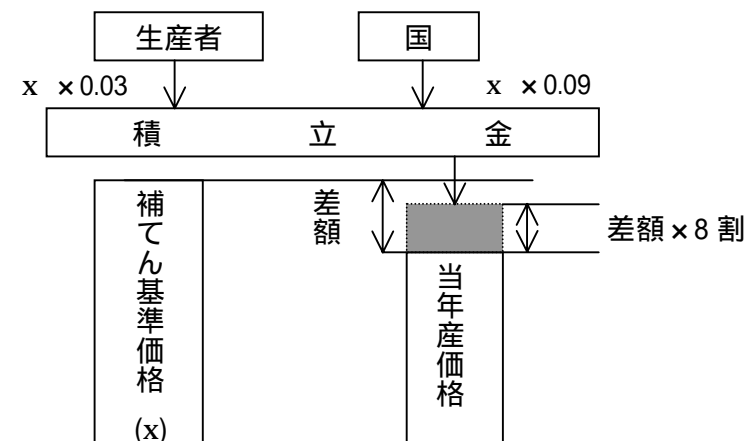 生産者
国
x ×0.03
x ×0.09
積立金
補てん基準価格
(x)
差額
当年産価格
差額×8割